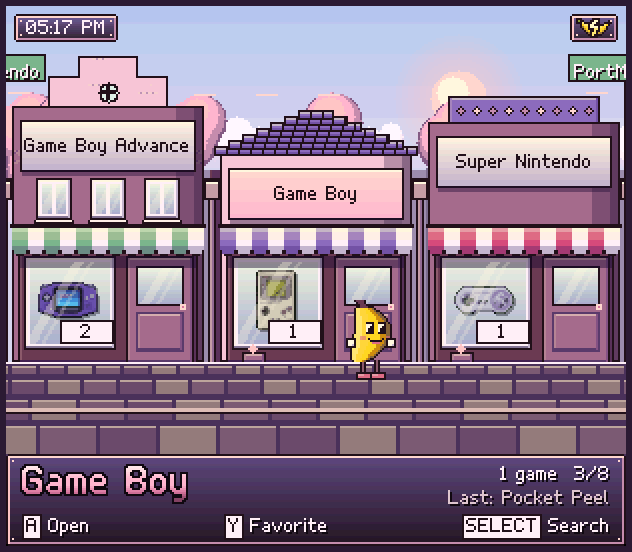 05:17 PM
endo
PortM
Game Boy Advance
Game Boy
Super Nintendo
2
1
1
Game Boy
1 game 3/8
Last: Pocket Peel
A Open
Y Favorite
SELECT Search